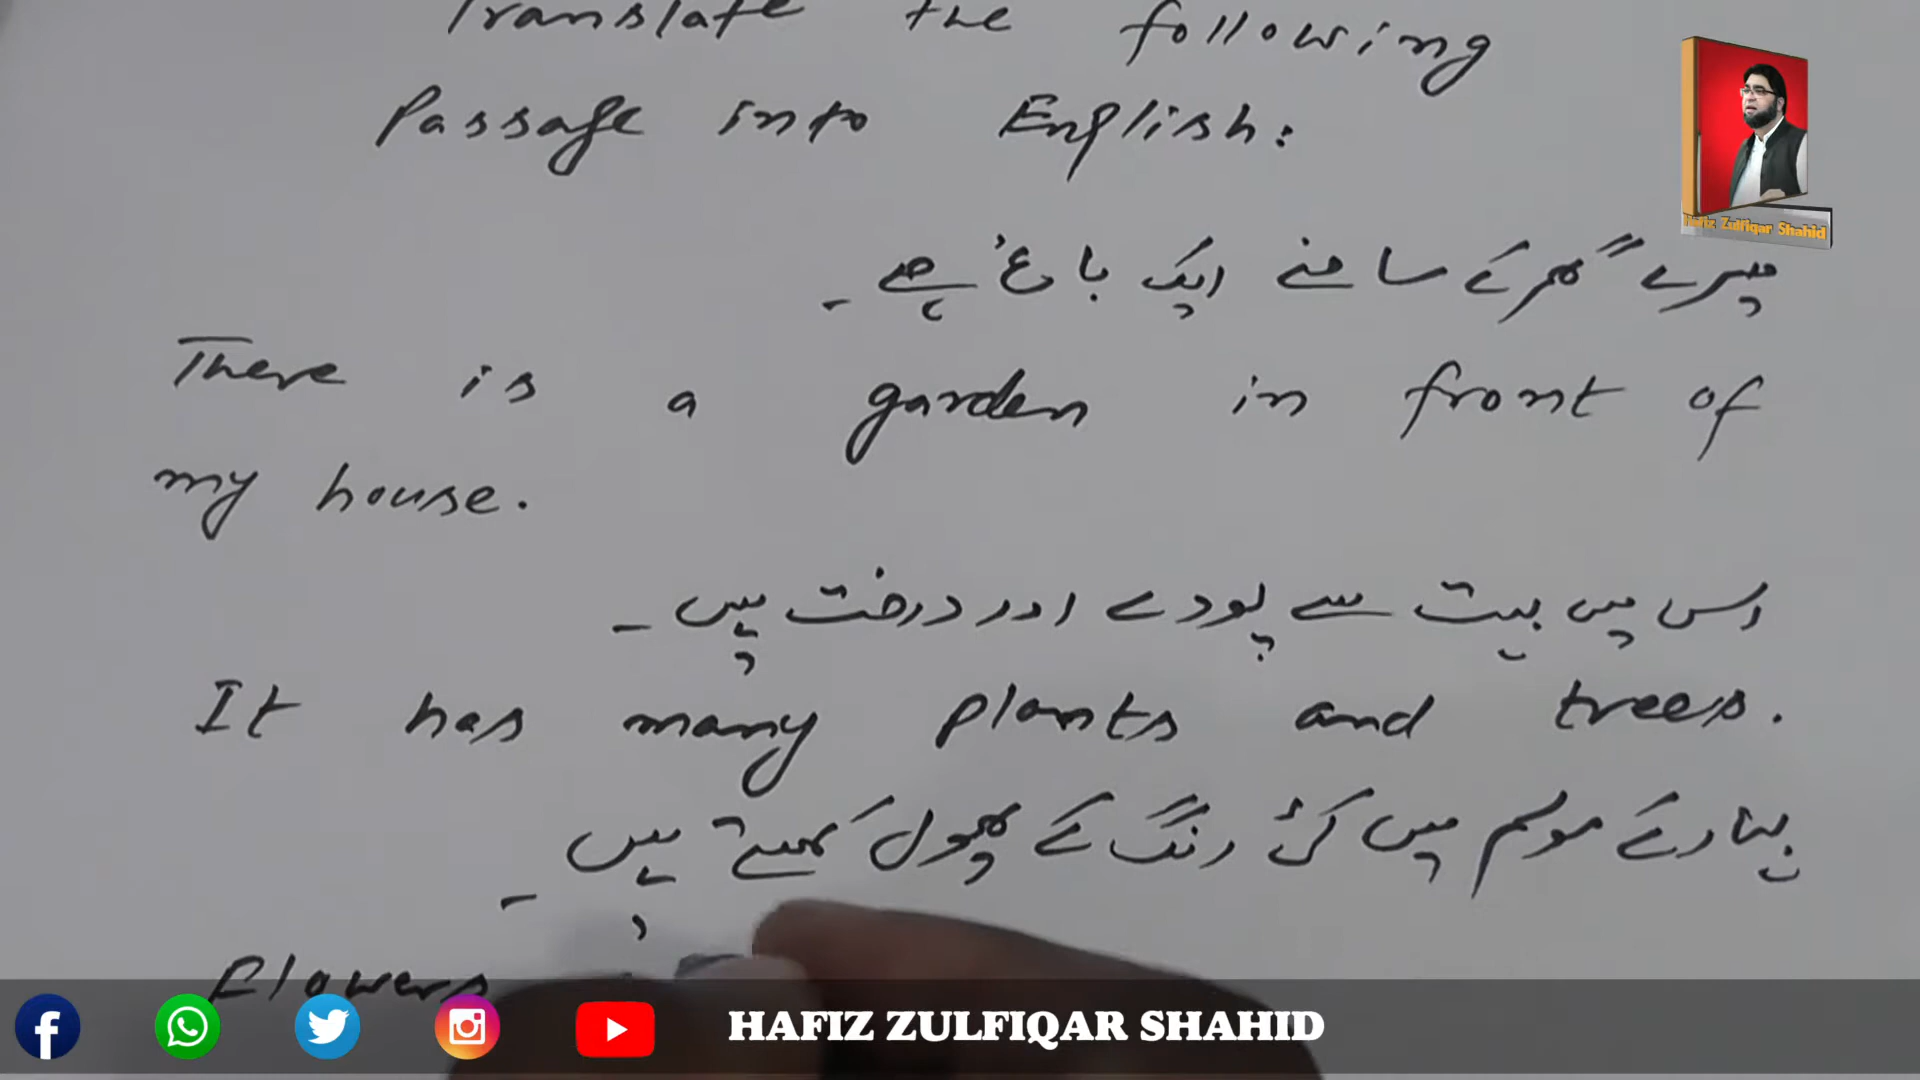 Translate the following
Passage into English:
Hafiz Zulfiqar Shahid
میرے گھر کے سامنے ایک باغ ہے۔
There is a garden in front of
my house.
اس میں بہت سے پودے اور درخت ہیں۔
It has many plants and trees.
بہار کے موسم میں کئی رنگ کے پھول کھلتے ہیں۔
Flowers
HAFIZ ZULFIQAR SHAHID